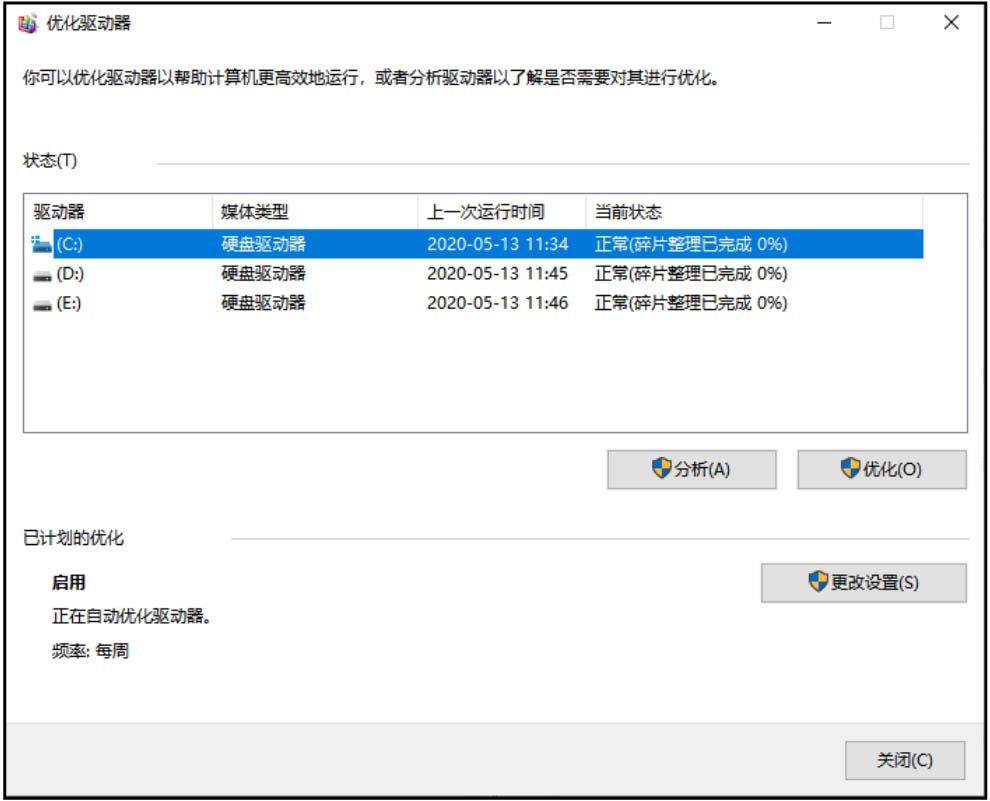 优化驱动器
你可以优化驱动器以帮助计算机更高效地运行，或者分析驱动器以了解是否需要对其进行优化。
状态(T)
驱动器 媒体类型 上一次运行时间 当前状态
(C:) 硬盘驱动器 2020-05-13 11:34 正常(碎片整理已完成 0%)
(D:) 硬盘驱动器 2020-05-13 11:45 正常(碎片整理已完成 0%)
(E:) 硬盘驱动器 2020-05-13 11:46 正常(碎片整理已完成 0%)
分析(A) 优化(O)
已计划的优化
启用 更改设置(S)
正在自动优化驱动器。
频率: 每周
关闭(C)